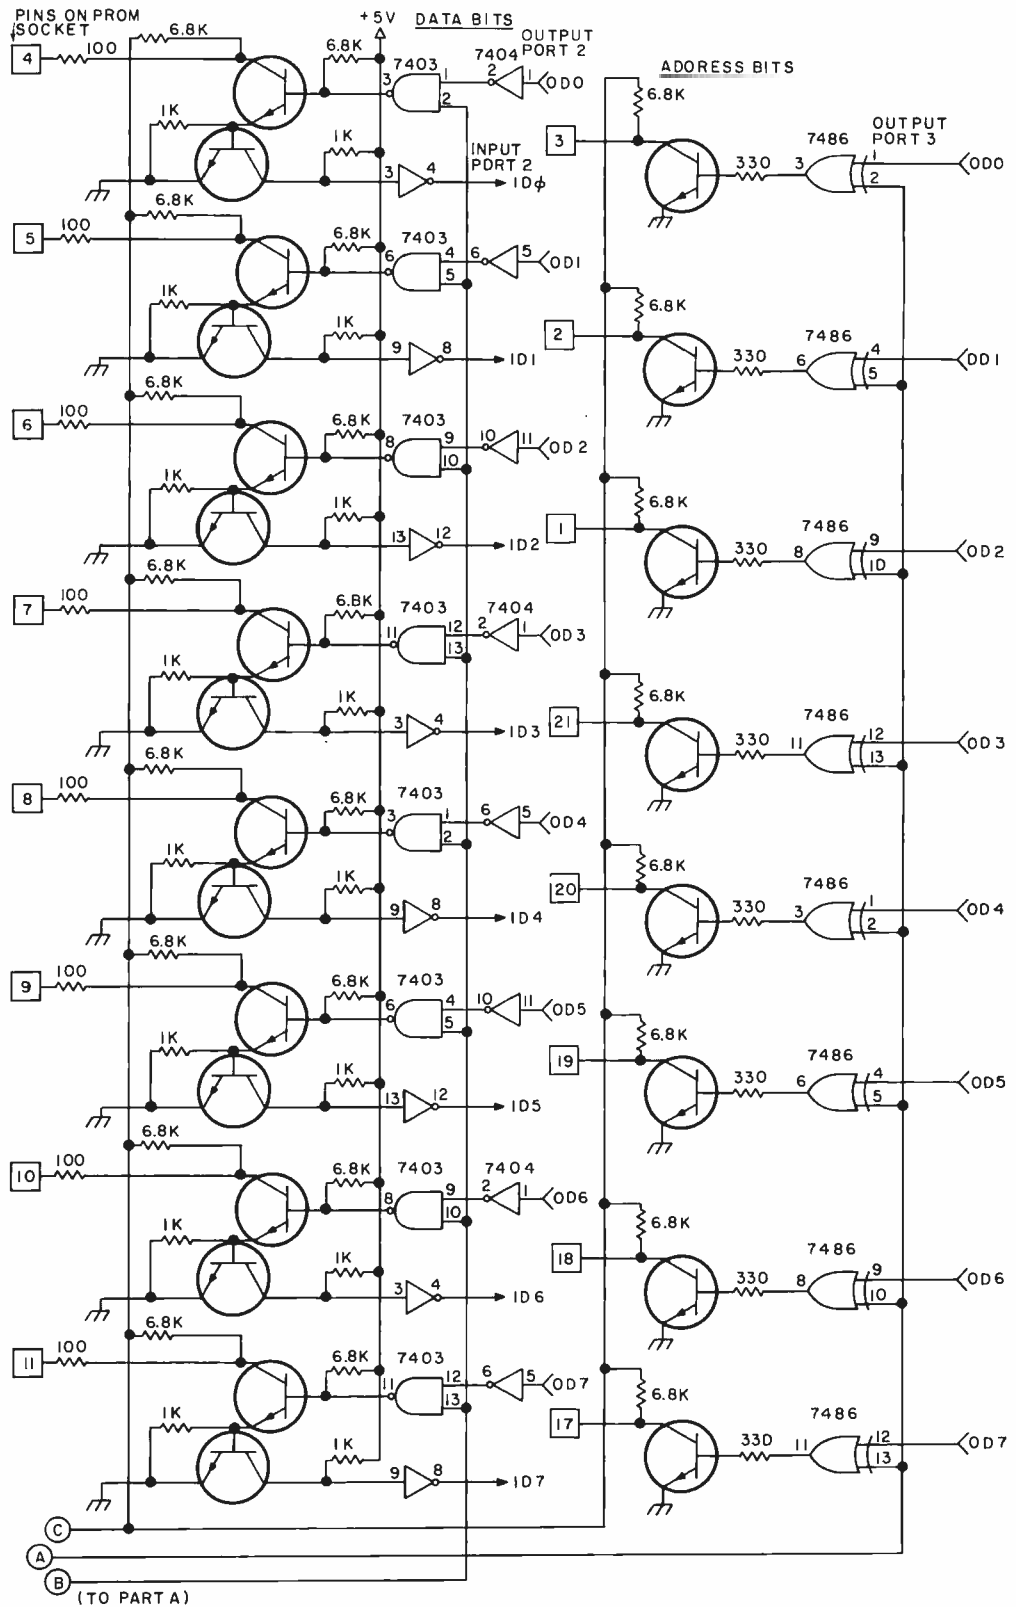 PINS ON PROM
SOCKET
+5V
DATA BITS
OUTPUT
PORT 2
4
100
6.8K
6.8K
7403
3
1
2
7404
2
1
OD0
1K
1K
INPUT
PORT 2
3
4
IDϕ
5
100
6.8K
6.8K
7403
6
4
5
6
5
OD1
1K
1K
9
8
ID1
6
100
6.8K
6.8K
7403
8
9
10
10
11
OD2
1K
1K
13
12
ID2
7
100
6.8K
6.BK
7403
11
12
13
7404
2
1
OD3
1K
1K
3
4
ID3
8
100
6.8K
6.8K
7403
3
1
2
6
5
OD4
1K
1K
9
8
ID4
9
100
6.8K
6.8K
7403
6
4
5
10
11
OD5
1K
1K
13
12
ID5
10
100
6.8K
6.8K
7403
8
9
10
7404
2
1
OD6
1K
1K
3
4
ID6
11
100
6.8K
6.8K
7403
11
12
13
6
5
OD7
1K
1K
9
8
ID7
ADDRESS BITS
OUTPUT
PORT 3
3
6.8K
330
7486
3
1
2
OD0
2
6.8K
330
7486
6
4
5
OD1
1
6.8K
330
7486
8
9
1D
OD2
21
6.8K
330
7486
11
12
13
OD3
20
6.8K
330
7486
3
1
2
OD4
19
6.8K
330
7486
6
4
5
OD5
18
6.8K
330
7486
8
9
10
OD6
17
6.8K
33D
7486
11
12
13
OD7
C
A
B
(TO PART A)